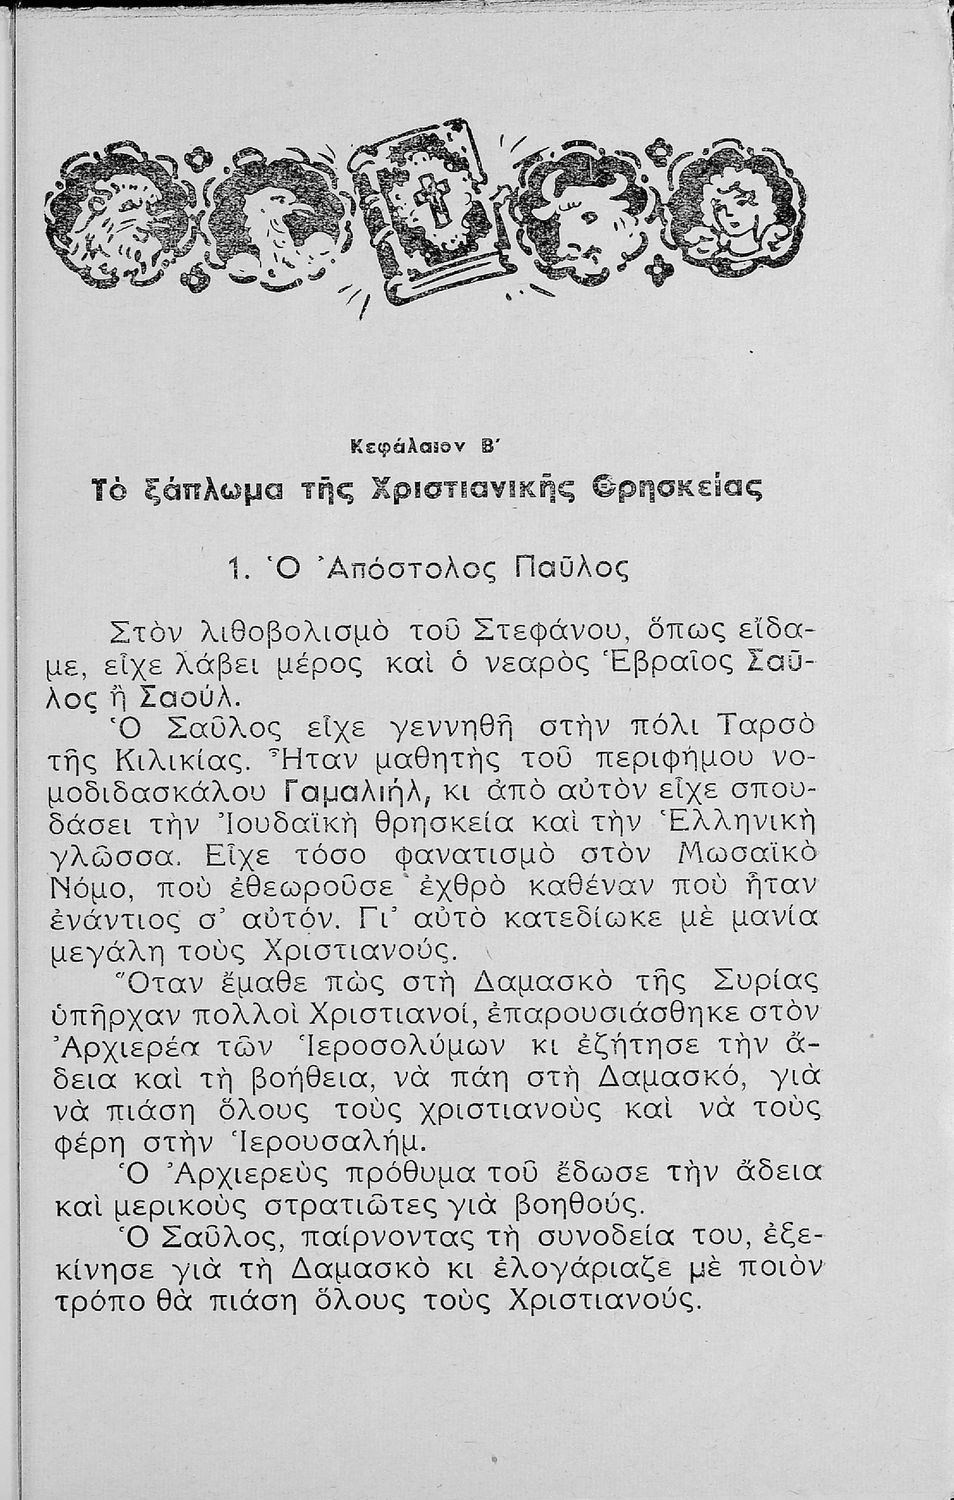 Κεφάλαιον Β΄
Τὸ ξάπλωμα τῆς Χριστιανικῆς Θρησκείας
1. Ὁ Ἀπόστολος Παῦλος
Στὸν λιθοβολισμὸ τοῦ Στεφάνου, ὅπως εἴδα-
με, εἶχε λάβει μέρος καὶ ὁ νεαρὸς Ἑβραῖος Σαῦ-
λος ἢ Σαούλ.
Ὁ Σαῦλος εἶχε γεννηθῆ στὴν πόλι Ταρσὸ
τῆς Κιλικίας. Ἦταν μαθητὴς τοῦ περιφήμου νο-
μοδιδασκάλου Γαμαλιήλ, κι ἀπὸ αὐτὸν εἶχε σπου-
δάσει τὴν Ἰουδαϊκὴ θρησκεία καὶ τὴν Ἑλληνικὴ
γλῶσσα. Εἶχε τόσο φανατισμὸ στὸν Μωσαϊκὸ
Νόμο, ποὺ ἐθεωροῦσε ἐχθρὸ καθέναν ποὺ ἦταν
ἐνάντιος σ' αὐτόν. Γι' αὐτὸ κατεδίωκε μὲ μανία
μεγάλη τοὺς Χριστιανούς.
Ὅταν ἔμαθε πὼς στὴ Δαμασκὸ τῆς Συρίας
ὑπῆρχαν πολλοὶ Χριστιανοί, ἐπαρουσιάσθηκε στὸν
Ἀρχιερέα τῶν Ἱεροσολύμων κι ἐζήτησε τὴν ἄ-
δεια καὶ τὴ βοήθεια, νὰ πάη στὴ Δαμασκό, γιὰ
νὰ πιάση ὅλους τοὺς χριστιανοὺς καὶ νὰ τοὺς
φέρη στὴν Ἱερουσαλήμ.
Ὁ Ἀρχιερεὺς πρόθυμα τοῦ ἔδωσε τὴν ἄδεια
καὶ μερικοὺς στρατιῶτες γιὰ βοηθούς.
Ὁ Σαῦλος, παίρνοντας τὴ συνοδεία του, ἐξε-
κίνησε γιὰ τὴ Δαμασκὸ κι ἐλογάριαζε μὲ ποιὸν
τρόπο θὰ πιάση ὅλους τοὺς Χριστιανούς.